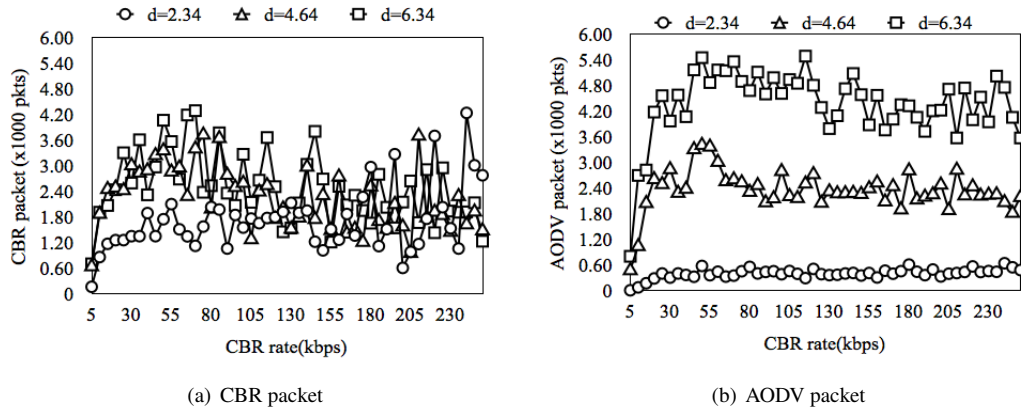 d=2.34 d=4.64 d=6.34
CBR packet (x1000 pkts)
6.00
5.40
4.80
4.20
3.60
3.00
2.40
1.80
1.20
0.60
0
5 30 55 80 105 130 155 180 205 230
CBR rate(kbps)
(a) CBR packet
d=2.34 d=4.64 d=6.34
AODV packet (x1000 pkts)
6.00
5.40
4.80
4.20
3.60
3.00
2.40
1.80
1.20
0.60
0
5 30 55 80 105 130 155 180 205 230
CBR rate(kbps)
(b) AODV packet